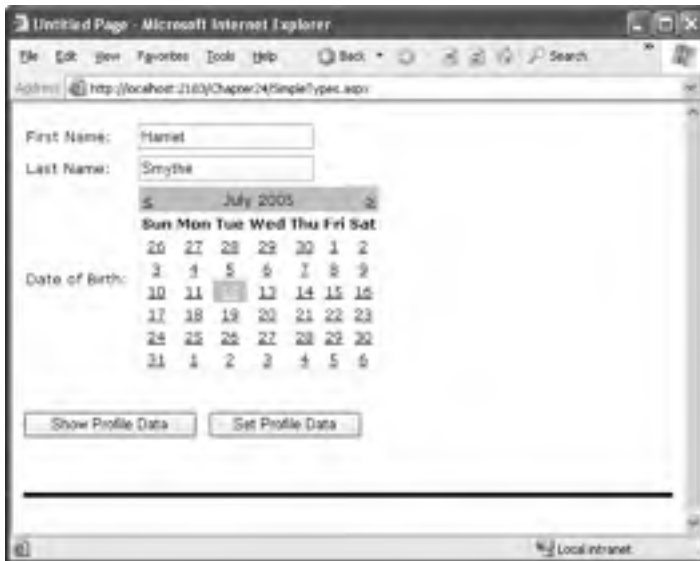 Untitled Page - Microsoft Internet Explorer
File Edit View Favorites Tools Help Back Search »
Address http://localhost:2103/Chapter24/SimpleTypes.aspx
First Name: Harriet
Last Name: Smythe
< July 2005 >
Sun Mon Tue Wed Thu Fri Sat
26 27 28 29 30 1 2
3 4 5 6 7 8 9
Date of Birth:
10 11 12 13 14 15 16
17 18 19 20 21 22 23
24 25 26 27 28 29 30
31 1 2 3 4 5 6
Show Profile Data Set Profile Data
Local intranet